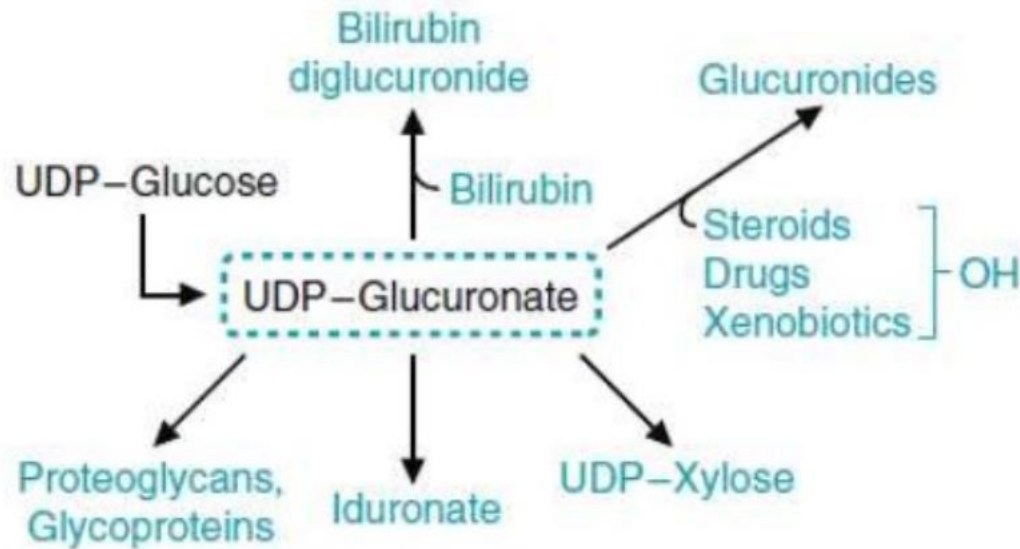 Bilirubin
diglucuronide
Glucuronides
UDP–Glucose
Bilirubin
Steroids
Drugs
Xenobiotics
OH
UDP–Glucuronate
Proteoglycans,
Glycoproteins
Iduronate
UDP–Xylose